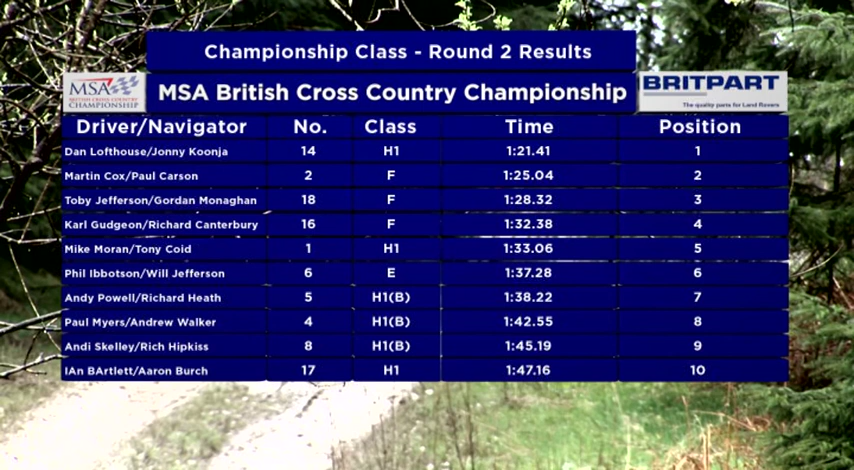 Championship Class - Round 2 Results
MSA
BRITISH CROSS COUNTRY
CHAMPIONSHIP
MSA British Cross Country Championship
BRITPART
The quality parts for Land Rovers
Driver/Navigator No. Class Time Position
Dan Lofthouse/Jonny Koonja 14 H1 1:21.41 1
Martin Cox/Paul Carson 2 F 1:25.04 2
Toby Jefferson/Gordan Monaghan 18 F 1:28.32 3
Karl Gudgeon/Richard Canterbury 16 F 1:32.38 4
Mike Moran/Tony Coid 1 H1 1:33.06 5
Phil Ibbotson/Will Jefferson 6 E 1:37.28 6
Andy Powell/Richard Heath 5 H1(B) 1:38.22 7
Paul Myers/Andrew Walker 4 H1(B) 1:42.55 8
Andi Skelley/Rich Hipkiss 8 H1(B) 1:45.19 9
IAn BArtlett/Aaron Burch 17 H1 1:47.16 10